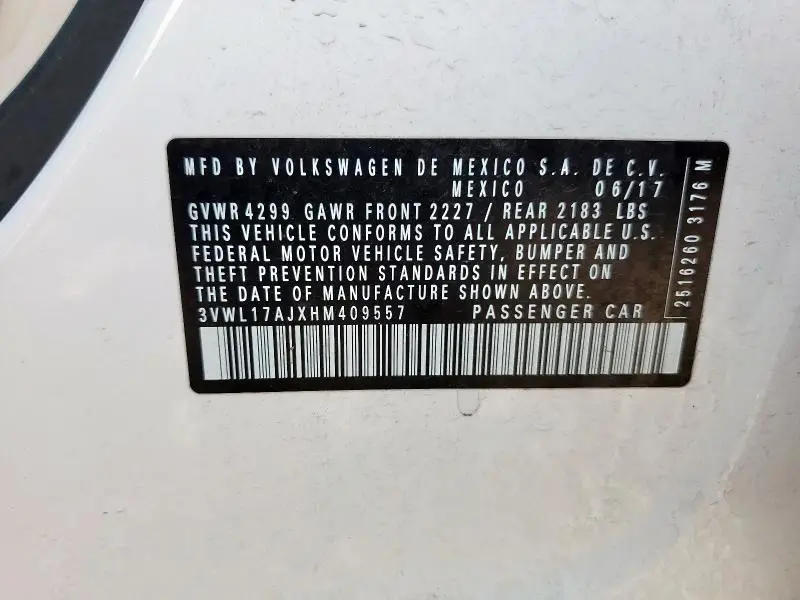 MFD BY VOLKSWAGEN DE MEXICO S.A. DE C.V.
MEXICO 06/17
GVWR 4299 GAWR FRONT 2227 / REAR 2183 LBS
THIS VEHICLE CONFORMS TO ALL APPLICABLE U.S.
FEDERAL MOTOR VEHICLE SAFETY, BUMPER AND
THEFT PREVENTION STANDARDS IN EFFECT ON
THE DATE OF MANUFACTURE SHOWN ABOVE.
3VWL17AJXHM409557 PASSENGER CAR
2516260 3176 M